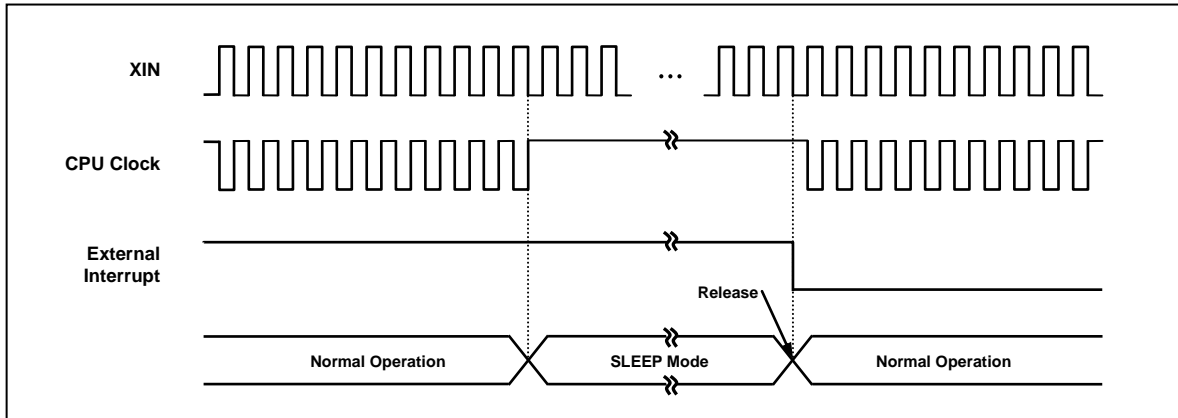 XIN
...
CPU Clock
External
Interrupt
Release
Normal Operation
SLEEP Mode
Normal Operation